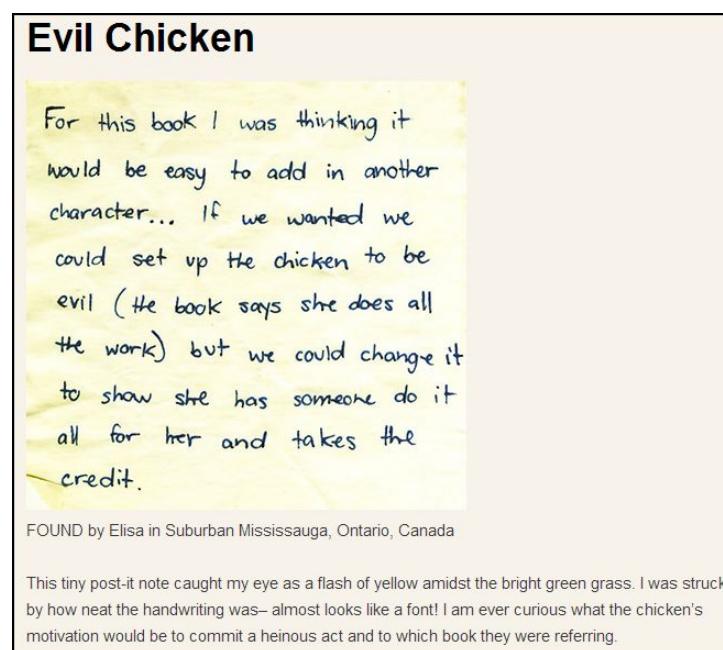 Evil Chicken
For this book I was thinking it
would be easy to add in another
character... If we wanted we
could set up the chicken to be
evil (the book says she does all
the work) but we could change it
to show she has someone do it
all for her and takes the
credit.
FOUND by Elisa in Suburban Mississauga, Ontario, Canada
This tiny post-it note caught my eye as a flash of yellow amidst the bright green grass. I was struck
by how neat the handwriting was– almost looks like a font! I am ever curious what the chicken's
motivation would be to commit a heinous act and to which book they were referring.